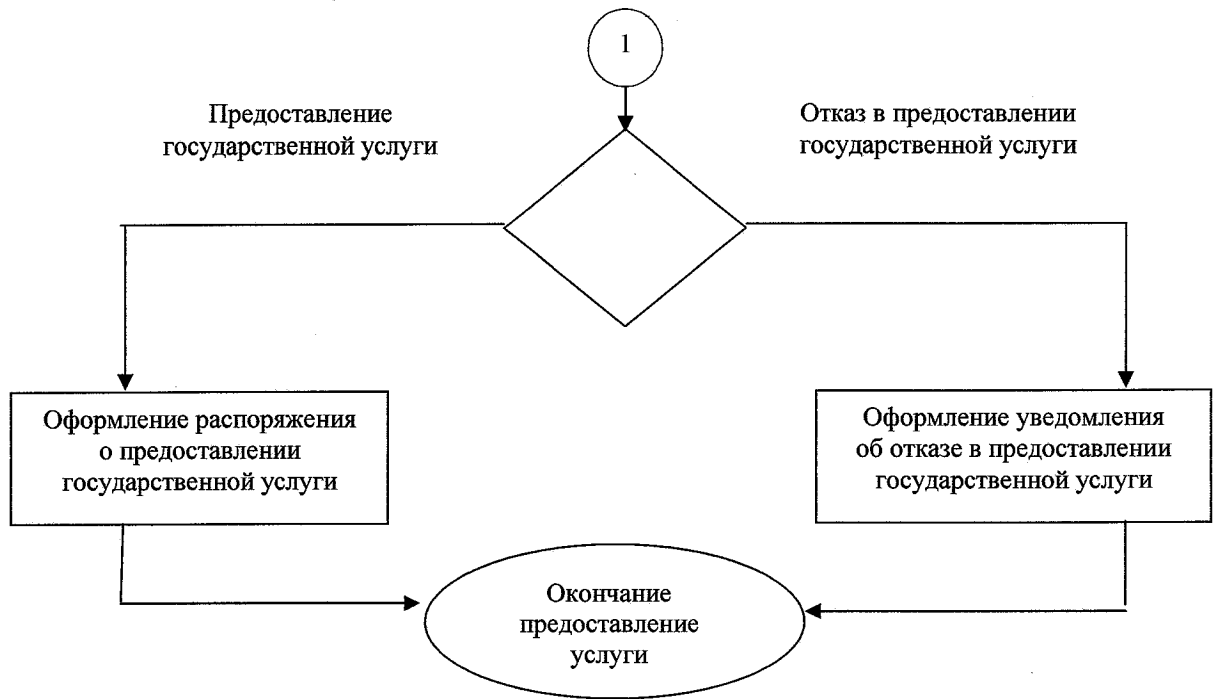 1
Предоставление
государственной услуги
Отказ в предоставлении
государственной услуги
Оформление распоряжения
о предоставлении
государственной услуги
Оформление уведомления
об отказе в предоставлении
государственной услуги
Окончание
предоставление
услуги